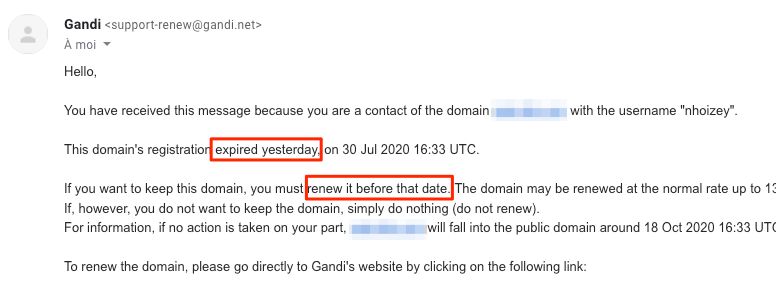 Gandi <support-renew@gandi.net>
À moi
Hello,
You have received this message because you are a contact of the domain with the username "nhoizey".
This domain's registration expired yesterday, on 30 Jul 2020 16:33 UTC.
If you want to keep this domain, you must renew it before that date. The domain may be renewed at the normal rate up to 13
If, however, you do not want to keep the domain, simply do nothing (do not renew).
For information, if no action is taken on your part, will fall into the public domain around 18 Oct 2020 16:33 UTC
To renew the domain, please go directly to Gandi's website by clicking on the following link: